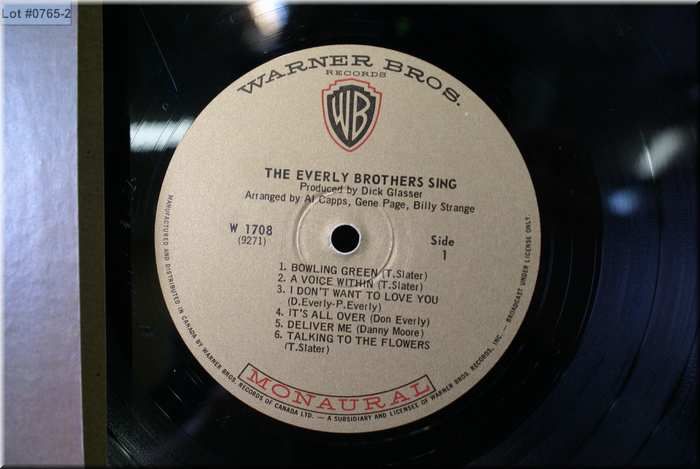 Lot #0765-2
WARNER BROS.
RECORDS
WB
THE EVERLY BROTHERS SING
Produced by Dick Glasser
Arranged by Al Capps, Gene Page, Billy Strange
W 1708
(9271)
Side
1
1. BOWLING GREEN (T.Slater)
2. A VOICE WITHIN (T.Slater)
3. I DON'T WANT TO LOVE YOU
(D.Everly-P.Everly)
4. IT'S ALL OVER (Don Everly)
5. DELIVER ME (Danny Moore)
6. TALKING TO THE FLOWERS
(T.Slater)
MONAURAL
MANUFACTURED AND DISTRIBUTED IN CANADA BY WARNER BROS. RECORDS OF CANADA LTD. — A SUBSIDIARY AND LICENSEE OF WARNER BROS. RECORDS, INC. — BROADCAST UNDER LICENSE ONLY.